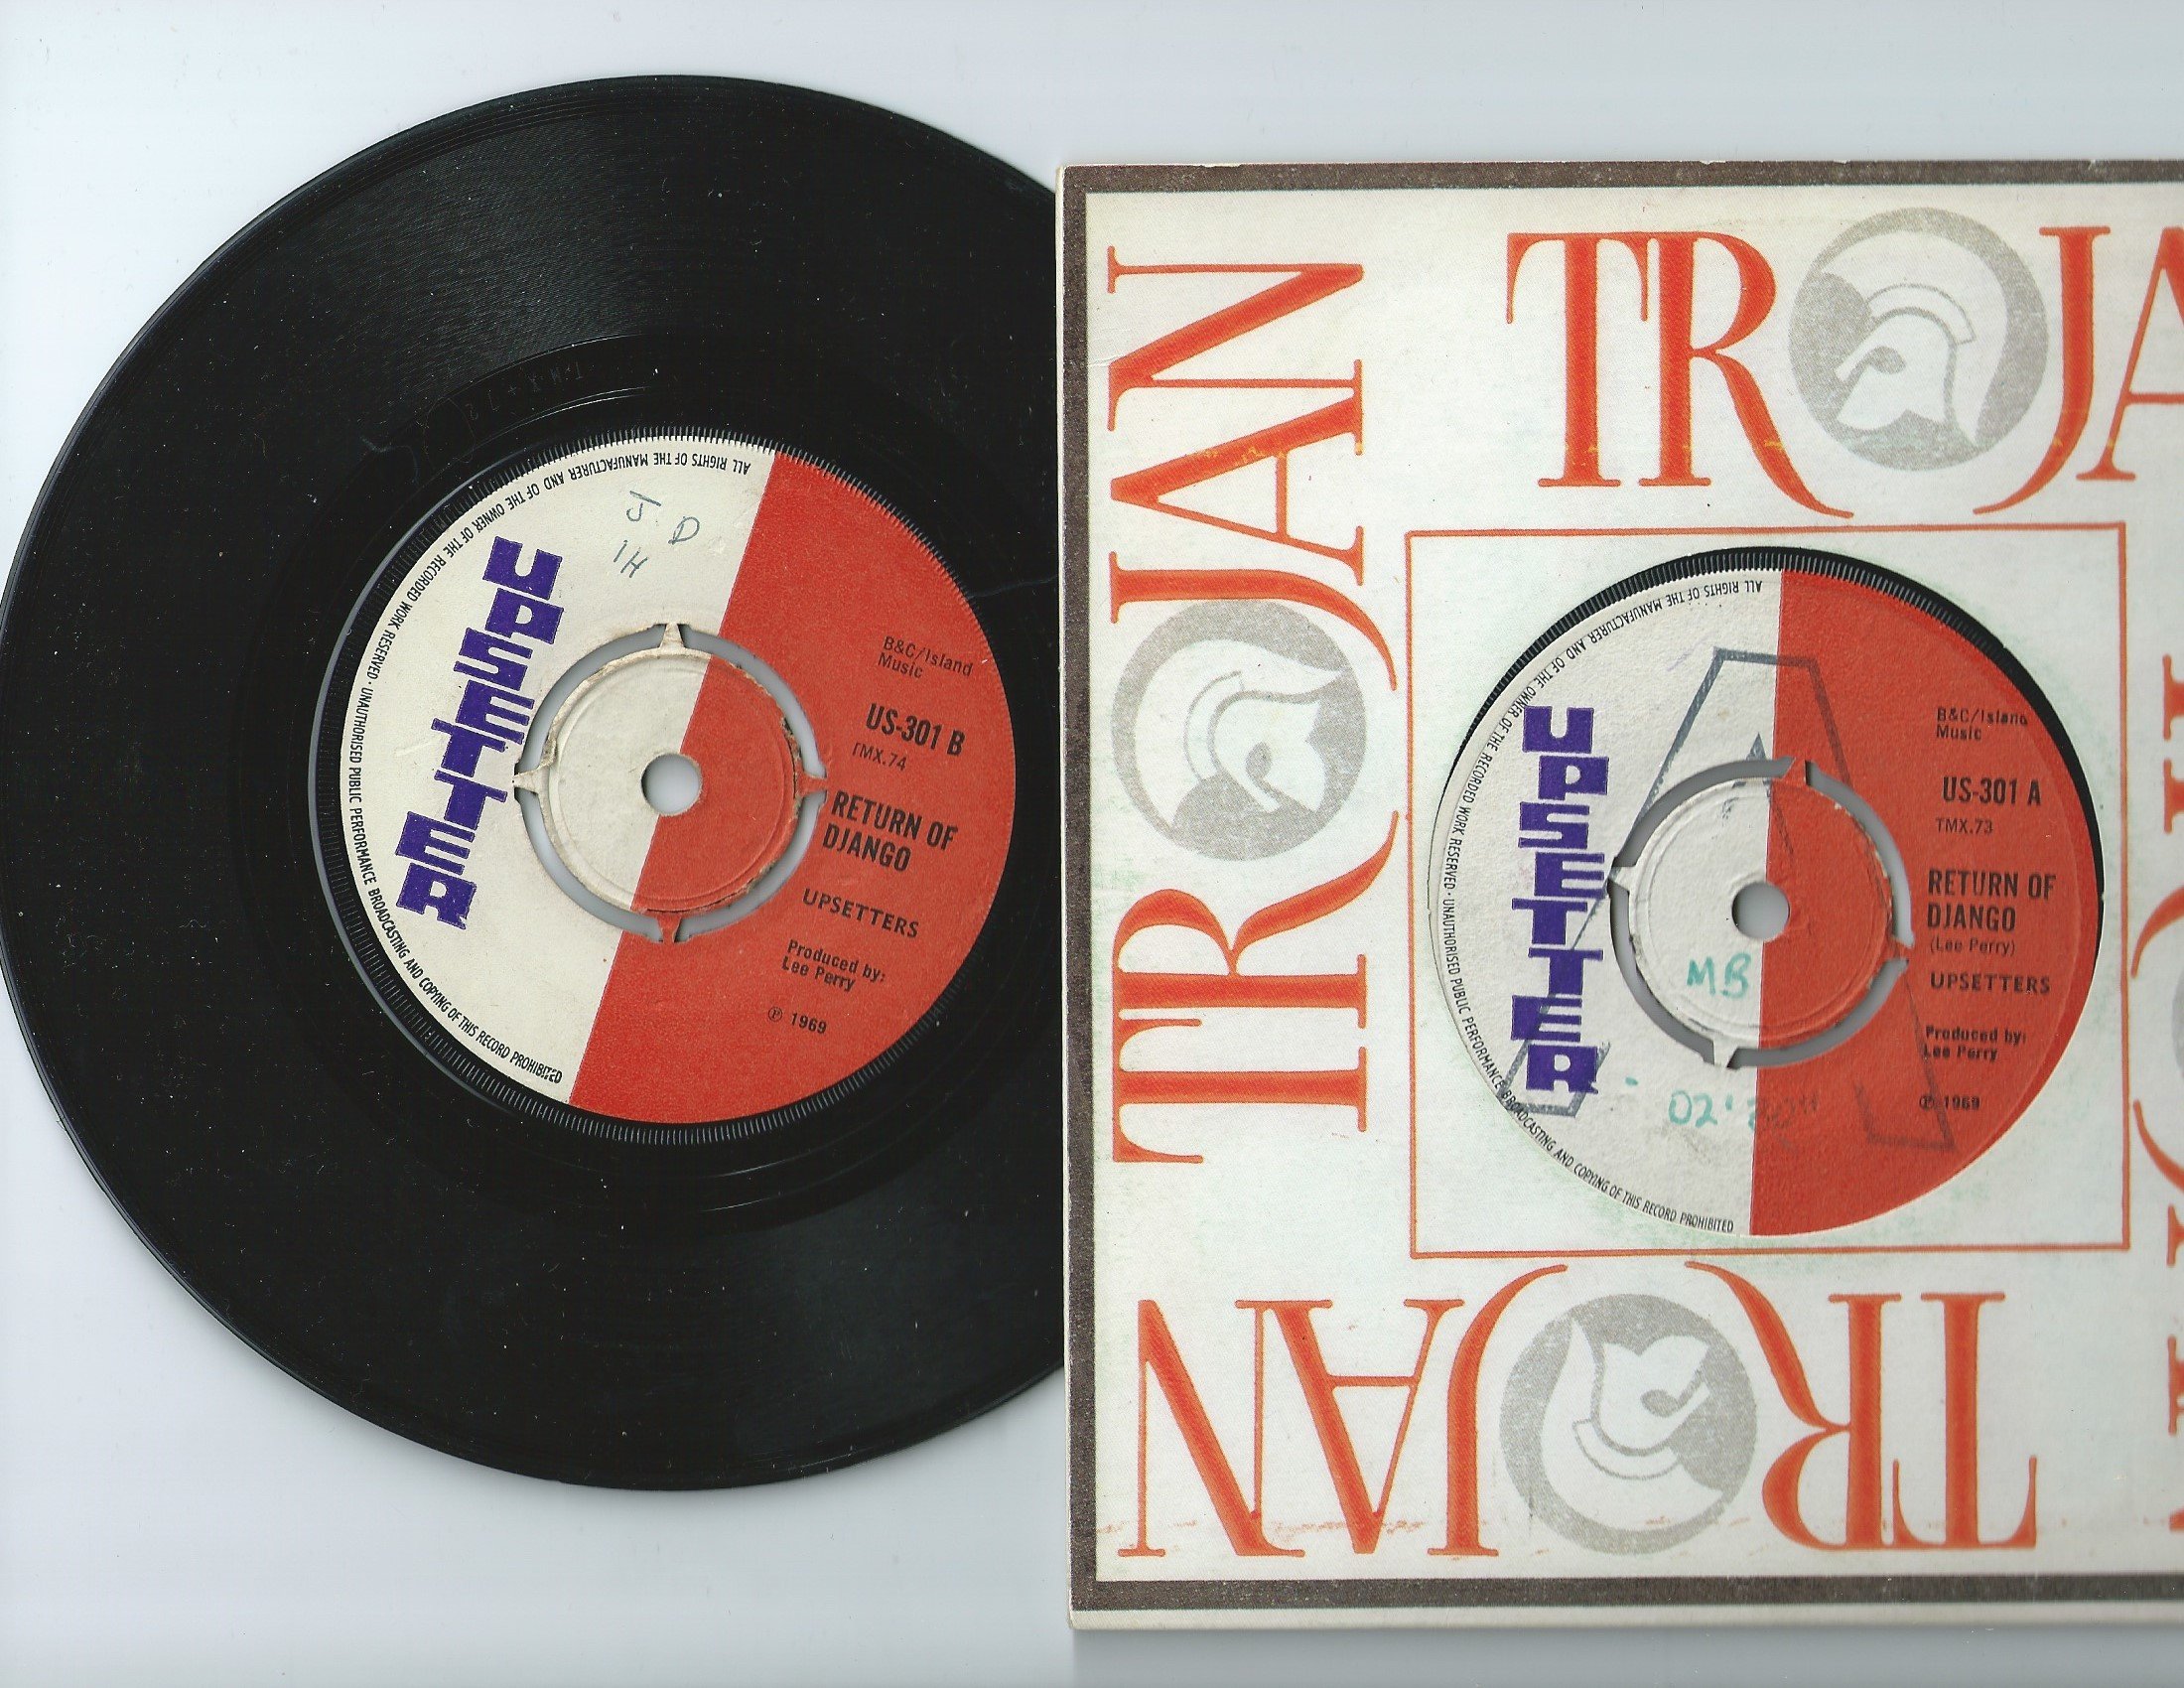 ALL RIGHTS OF THE MANUFACTURER AND OF THE OWNER OF THE RECORDED WORK RESERVED · UNAUTHORISED PUBLIC PERFORMANCE BROADCASTING AND COPYING OF THIS RECORD PROHIBITED
J. D
IH
UPSETTER
B&C/Island
Music
US-301 B
TMX.74
RETURN OF
DJANGO
UPSETTERS
Produced by:
Lee Perry
℗ 1969
TROJAN
TROJA
TROJAN
ALL RIGHTS OF THE MANUFACTURER AND OF THE OWNER OF THE RECORDED WORK RESERVED · UNAUTHORISED PUBLIC PERFORMANCE BROADCASTING AND COPYING OF THIS RECORD PROHIBITED
A
UPSETTER
B&C/Island
Music
US-301 A
TMX.73
RETURN OF
DJANGO
(Lee Perry)
UPSETTERS
Produced by:
Lee Perry
℗ 1969
MB
02'